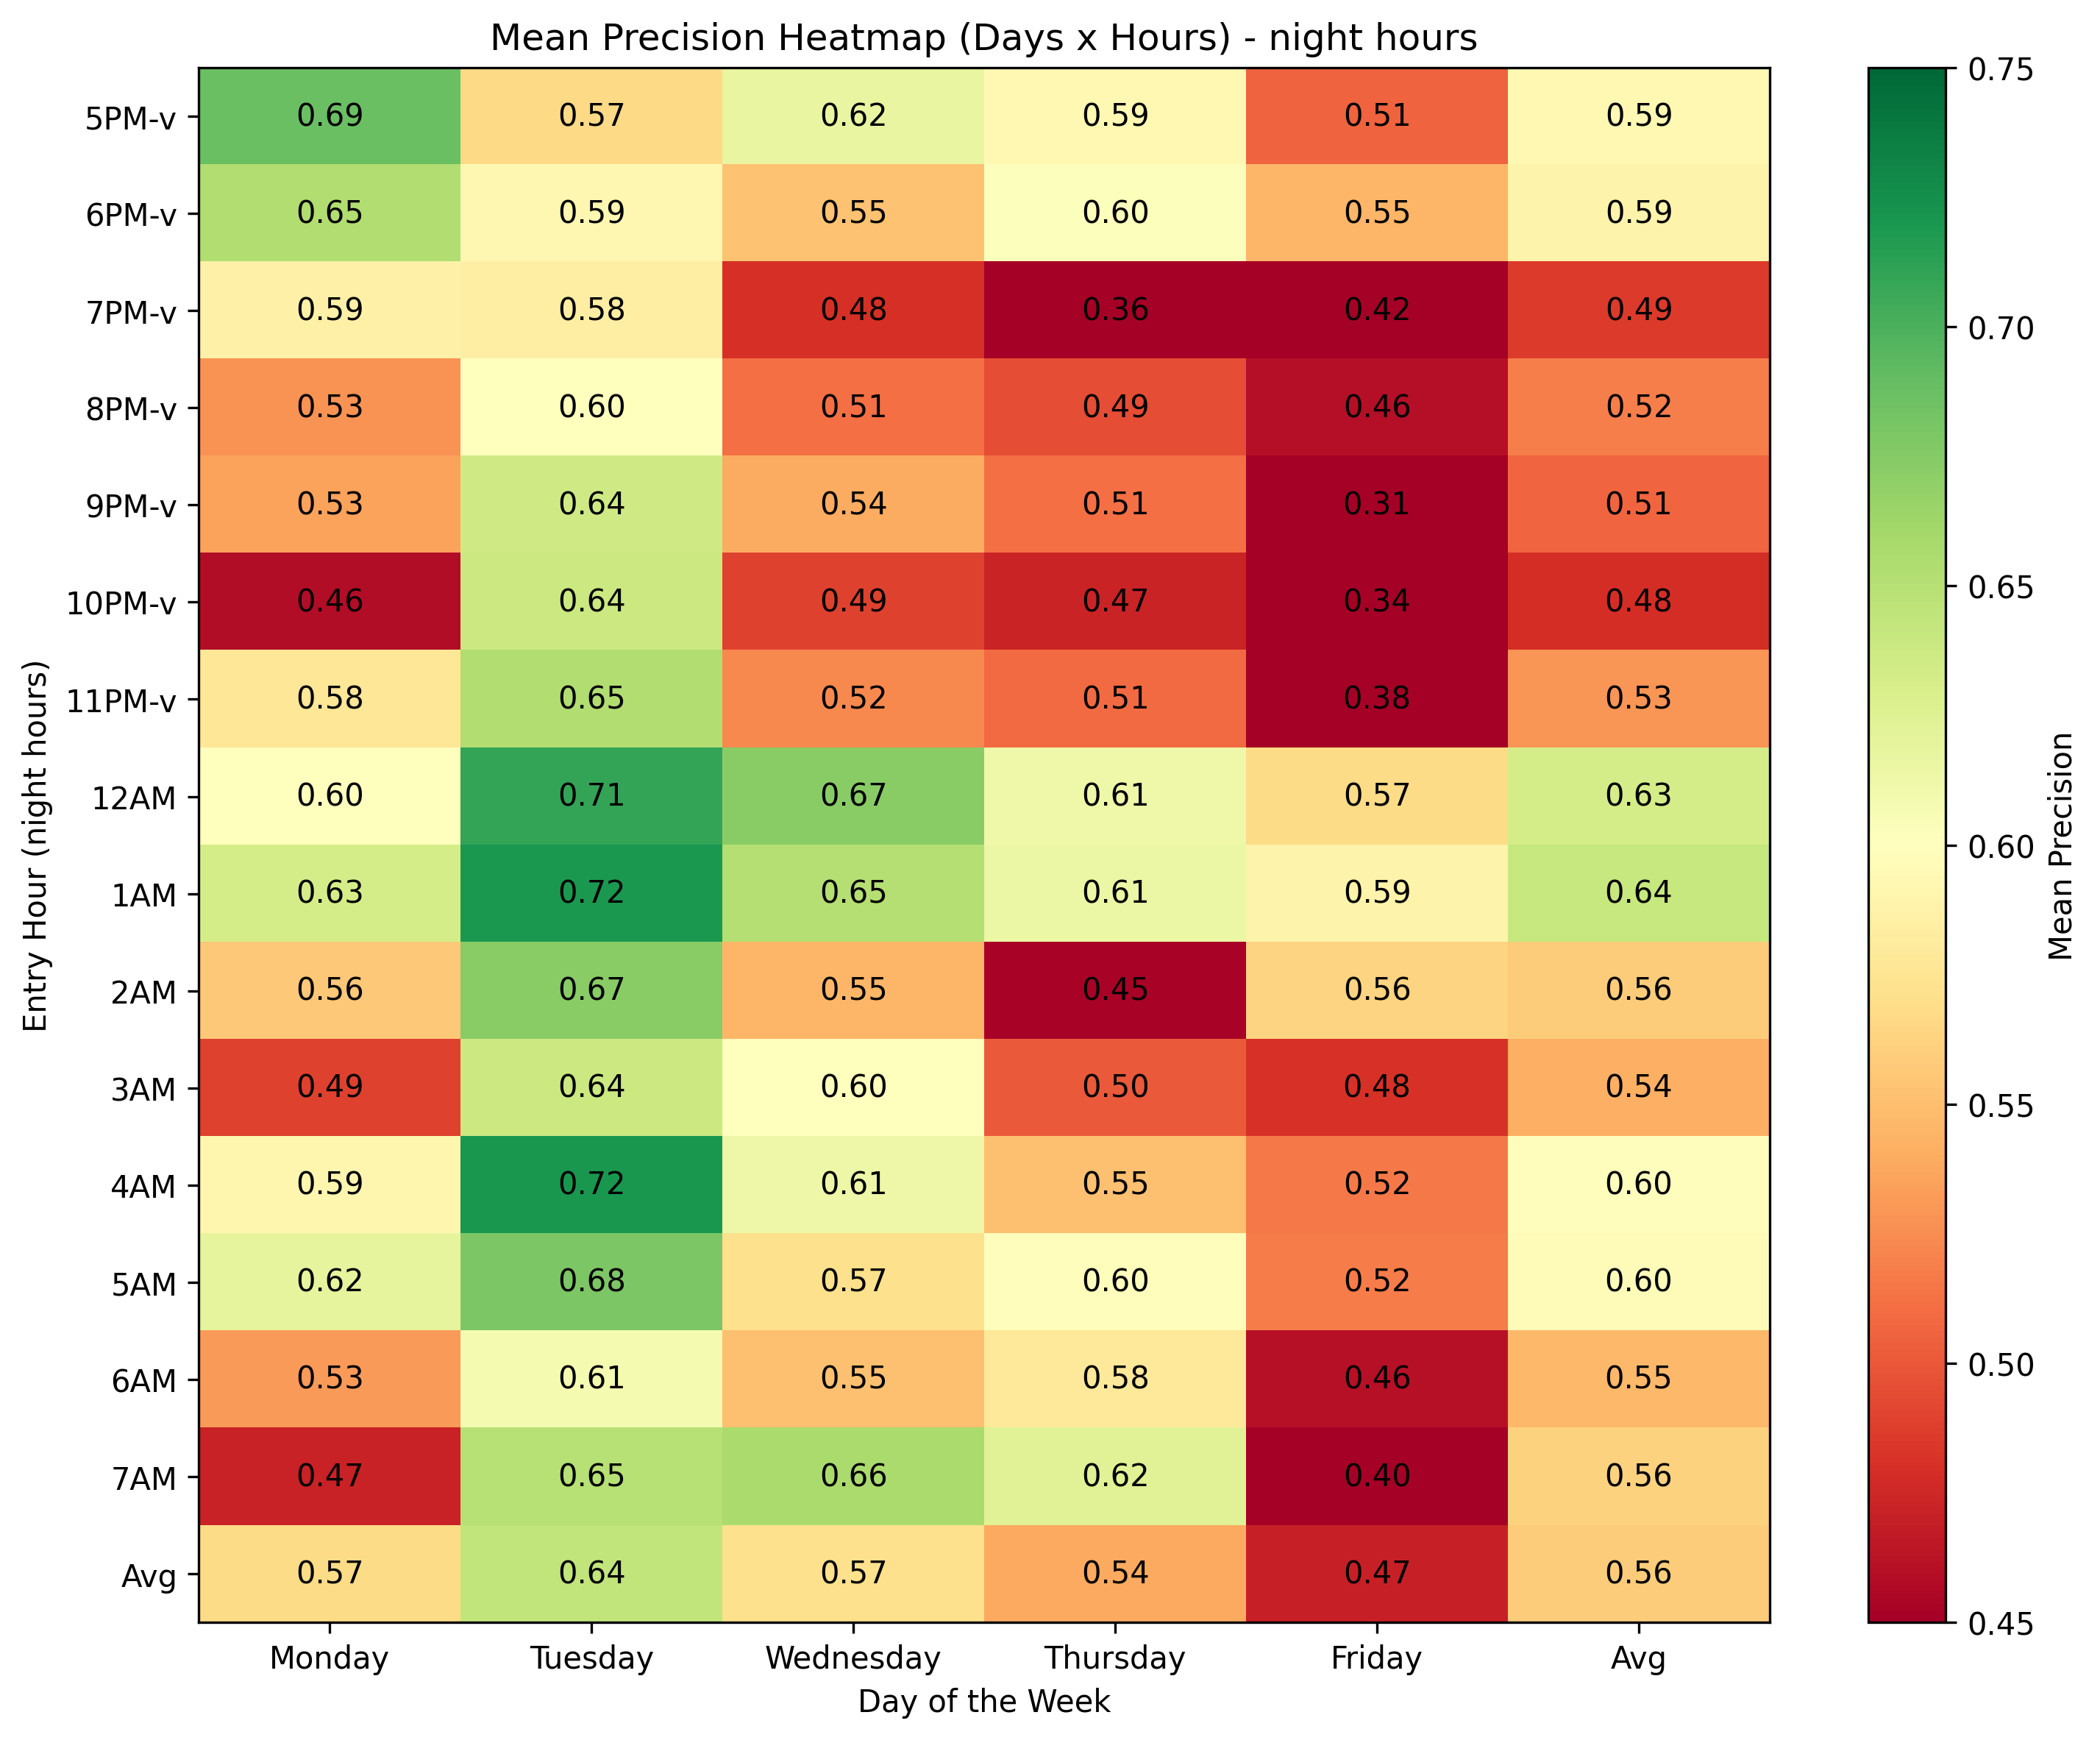 Mean Precision Heatmap (Days x Hours) - night hours
5PM-v 0.69 0.57 0.62 0.59 0.51 0.59
6PM-v 0.65 0.59 0.55 0.60 0.55 0.59
7PM-v 0.59 0.58 0.48 0.36 0.42 0.49
8PM-v 0.53 0.60 0.51 0.49 0.46 0.52
9PM-v 0.53 0.64 0.54 0.51 0.31 0.51
10PM-v 0.46 0.64 0.49 0.47 0.34 0.48
11PM-v 0.58 0.65 0.52 0.51 0.38 0.53
12AM 0.60 0.71 0.67 0.61 0.57 0.63
1AM 0.63 0.72 0.65 0.61 0.59 0.64
2AM 0.56 0.67 0.55 0.45 0.56 0.56
3AM 0.49 0.64 0.60 0.50 0.48 0.54
4AM 0.59 0.72 0.61 0.55 0.52 0.60
5AM 0.62 0.68 0.57 0.60 0.52 0.60
6AM 0.53 0.61 0.55 0.58 0.46 0.55
7AM 0.47 0.65 0.66 0.62 0.40 0.56
Avg 0.57 0.64 0.57 0.54 0.47 0.56
Monday Tuesday Wednesday Thursday Friday Avg
Day of the Week
Entry Hour (night hours)
0.75
0.70
0.65
0.60
0.55
0.50
0.45
Mean Precision